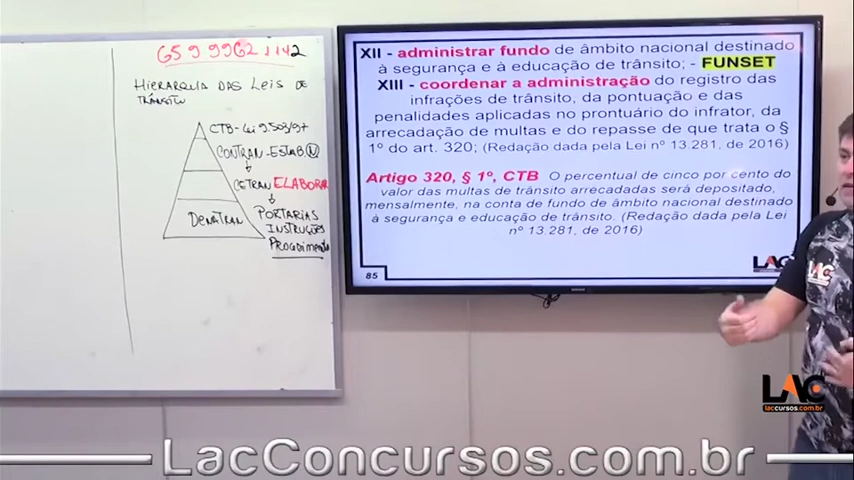 65 9 9962 1142
HIERARQUIA DAS LEIS DE
TRÂNSITO
CTB - Lei 9.503/97
CONTRAN - ESTAB. N
CETRAN ELABORAR
DENATRAN
PORTARIAS
INSTRUÇÕES
PROCEDIMENTO
XII - administrar fundo de âmbito nacional destinado
à segurança e à educação de trânsito; - FUNSET
XIII - coordenar a administração do registro das
infrações de trânsito, da pontuação e das
penalidades aplicadas no prontuário do infrator, da
arrecadação de multas e do repasse de que trata o §
1º do art. 320; (Redação dada pela Lei nº 13.281, de 2016)
Artigo 320, § 1º, CTB O percentual de cinco por cento do
valor das multas de trânsito arrecadadas será depositado,
mensalmente, na conta de fundo de âmbito nacional destinado
à segurança e educação de trânsito. (Redação dada pela Lei
nº 13.281, de 2016)
85
LAC
LAC
LAC
laccursos.com.br
LacConcursos.com.br